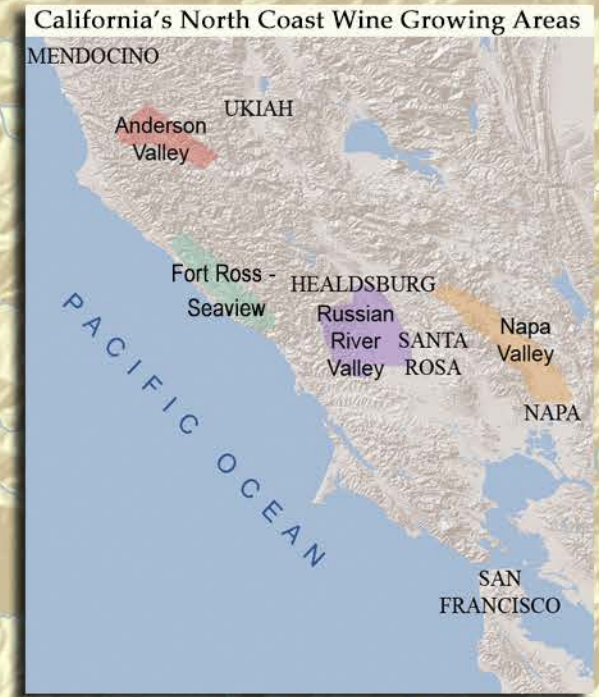 California's North Coast Wine Growing Areas
MENDOCINO
UKIAH
Anderson
Valley
Fort Ross -
Seaview
HEALDSBURG
Russian
River
Valley
SANTA
ROSA
Napa
Valley
NAPA
PACIFIC OCEAN
SAN
FRANCISCO